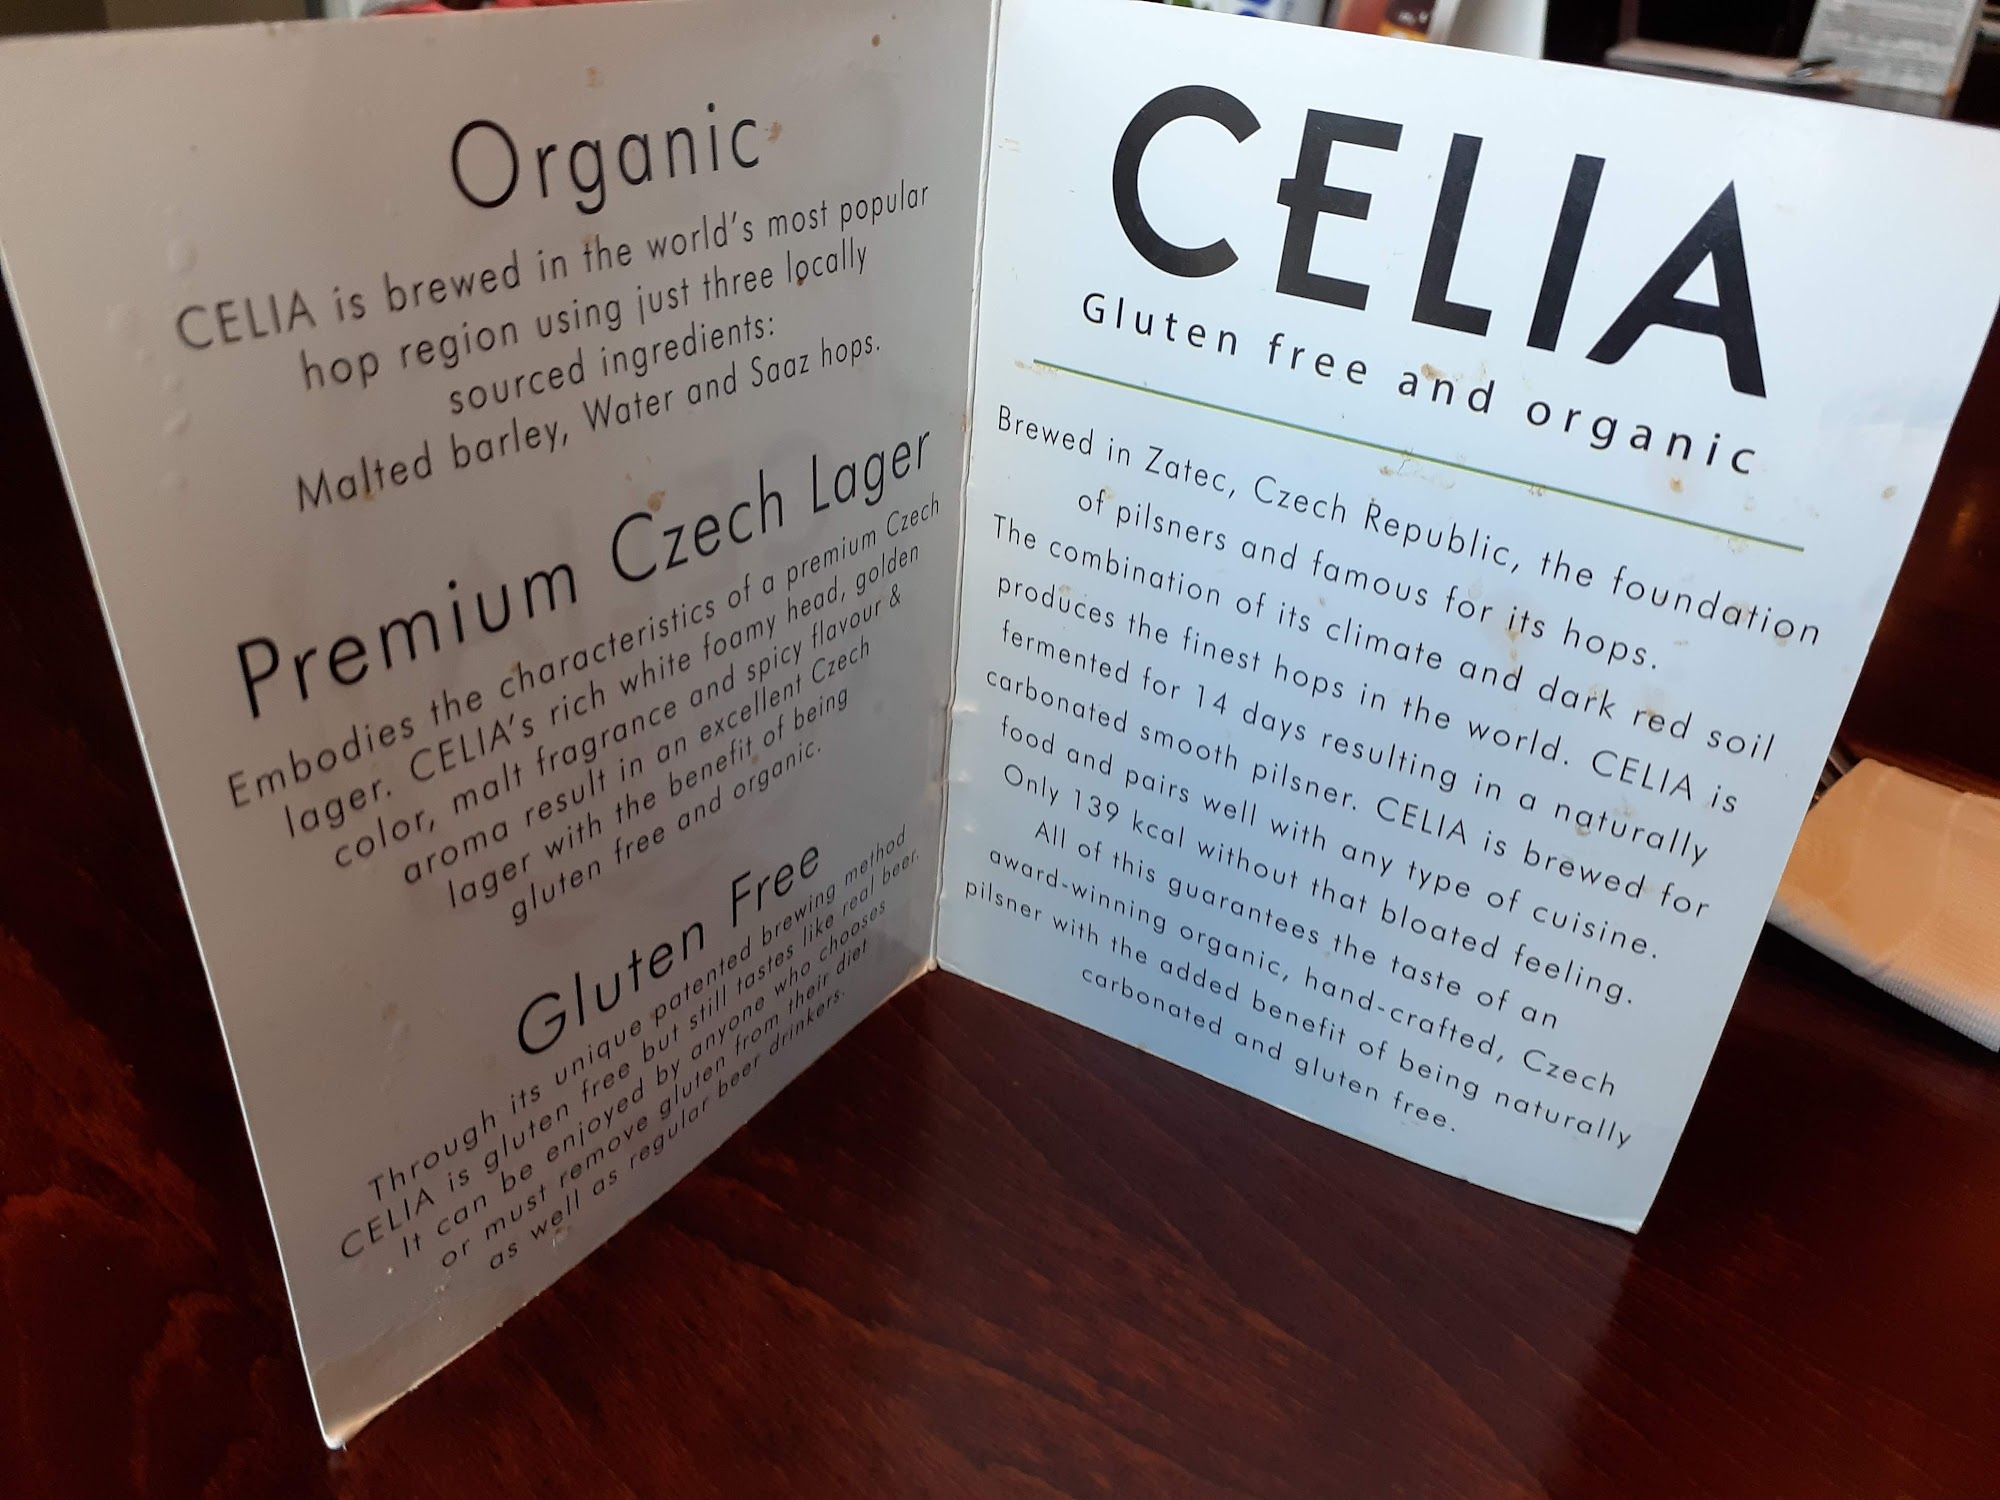 Organic
CELIA is brewed in the world's most popular
hop region using just three locally
sourced ingredients:
Malted barley, Water and Saaz hops.
Premium Czech Lager
Embodies the characteristics of a premium Czech
lager. CELIA's rich white foamy head, golden
color, malt fragrance and spicy flavour &
aroma result in an excellent Czech
lager with the benefit of being
gluten free and organic.
Gluten Free
Through its unique patented brewing method
CELIA is gluten free but still tastes like real beer.
It can be enjoyed by anyone who chooses
or must remove gluten from their diet
as well as regular beer drinkers.
CELIA
Gluten free and organic
Brewed in Zatec, Czech Republic, the foundation
of pilsners and famous for its hops.
The combination of its climate and dark red soil
produces the finest hops in the world. CELIA is
fermented for 14 days resulting in a naturally
carbonated smooth pilsner. CELIA is brewed for
food and pairs well with any type of cuisine.
Only 139 kcal without that bloated feeling.
All of this guarantees the taste of an
award-winning organic, hand-crafted, Czech
pilsner with the added benefit of being naturally
carbonated and gluten free.